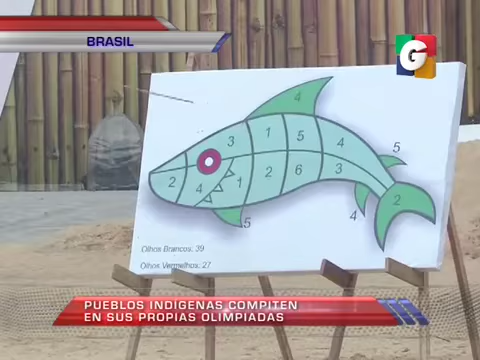 BRASIL
G
4
3 1 5 4
5
2 4 1 2 6 3
5 4 2
Olhos Brancos: 39
Olhos Vermelhos: 27
PUEBLOS INDIGENAS COMPITEN
EN SUS PROPIAS OLIMPIADAS